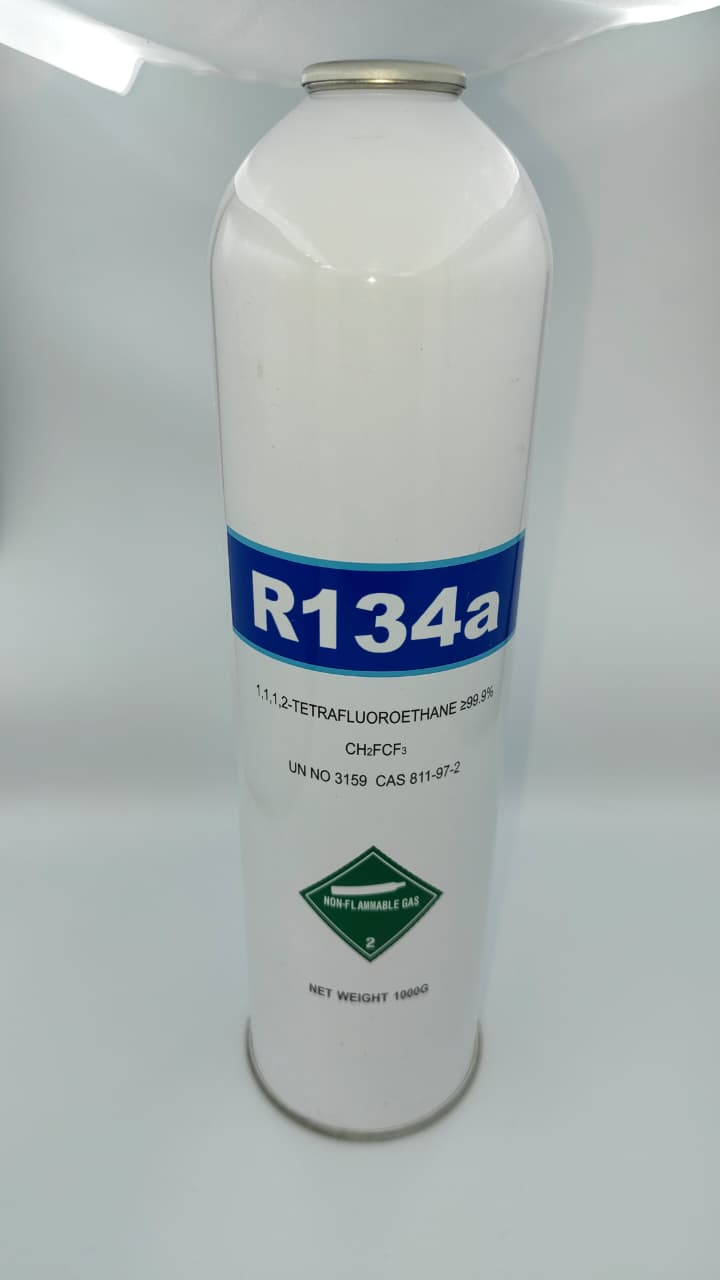 R134a
1,1,1,2-TETRAFLUOROETHANE ≥99.9%
CH₂FCF₃
UN NO 3159 CAS 811-97-2
NON-FLAMMABLE GAS
2
NET WEIGHT 1000G